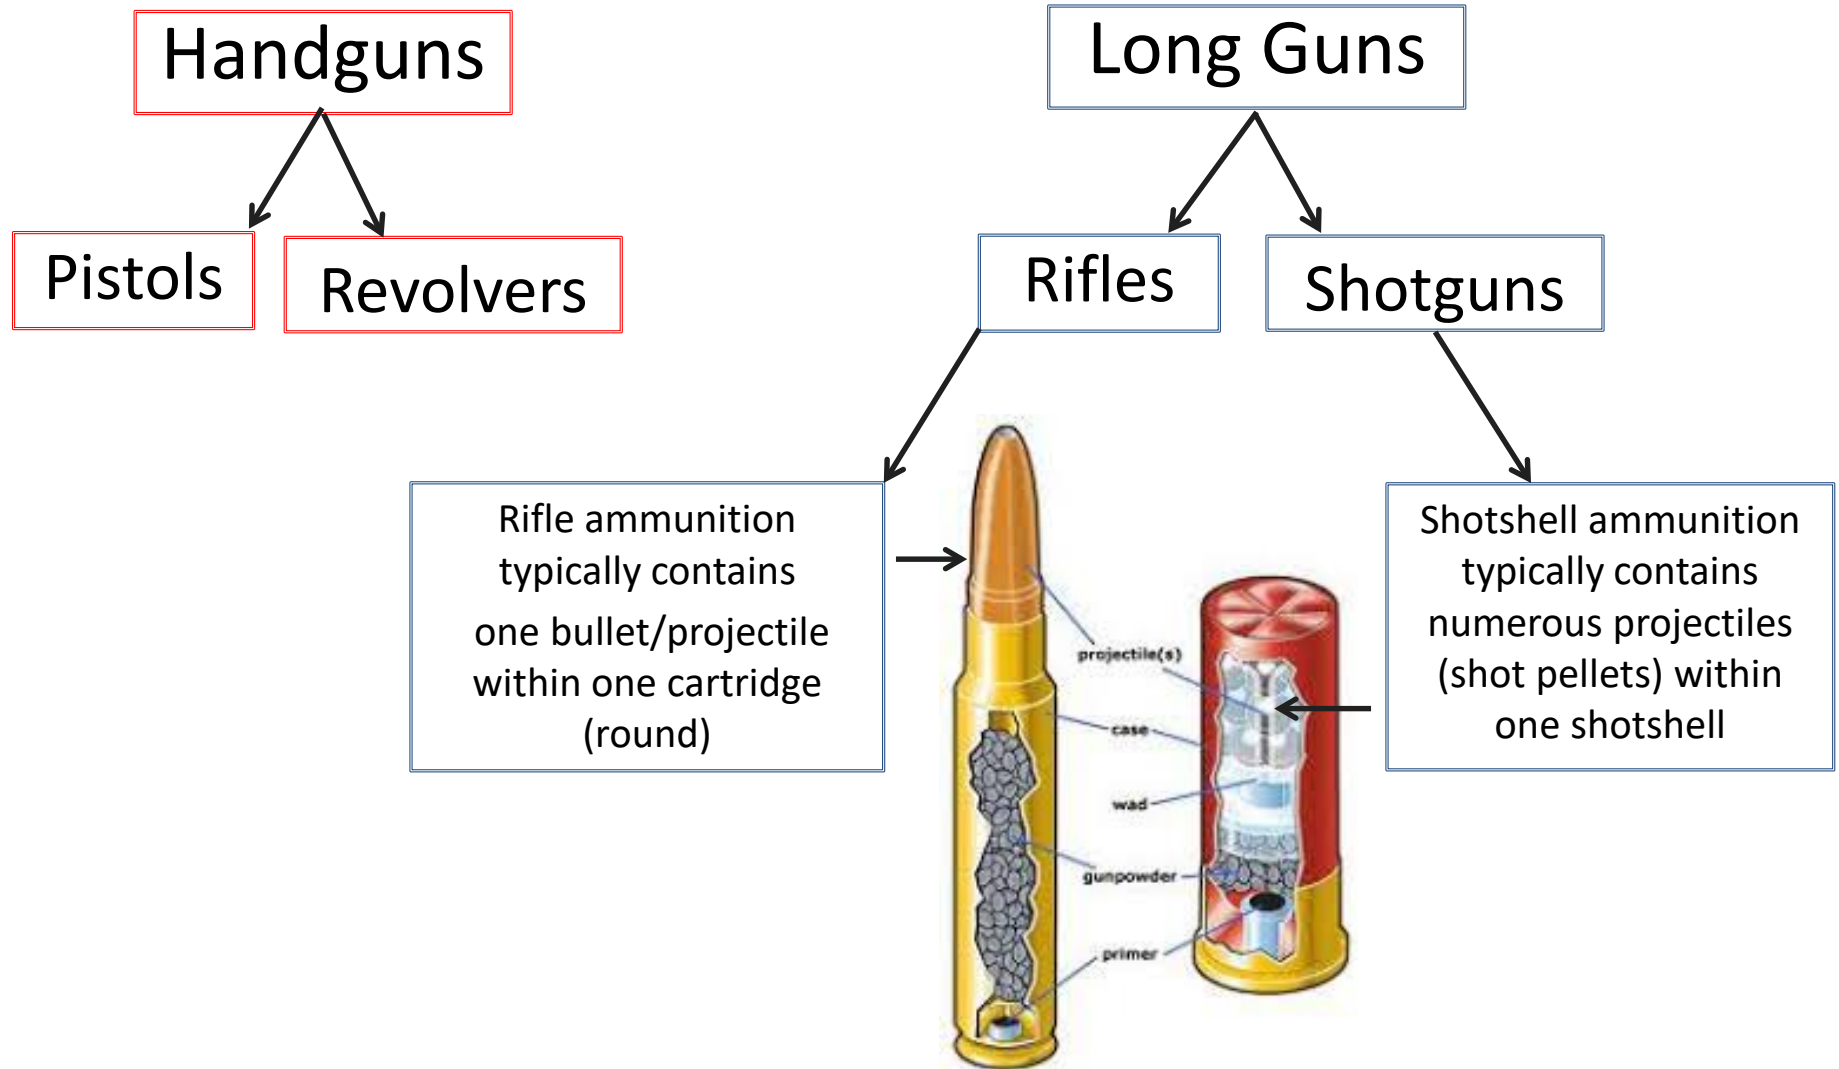 Handguns
Long Guns
Pistols
Revolvers
Rifles
Shotguns
Rifle ammunition
typically contains
one bullet/projectile
within one cartridge
(round)
Shotshell ammunition
typically contains
numerous projectiles
(shot pellets) within
one shotshell
projectile(s)
case
wad
gunpowder
primer